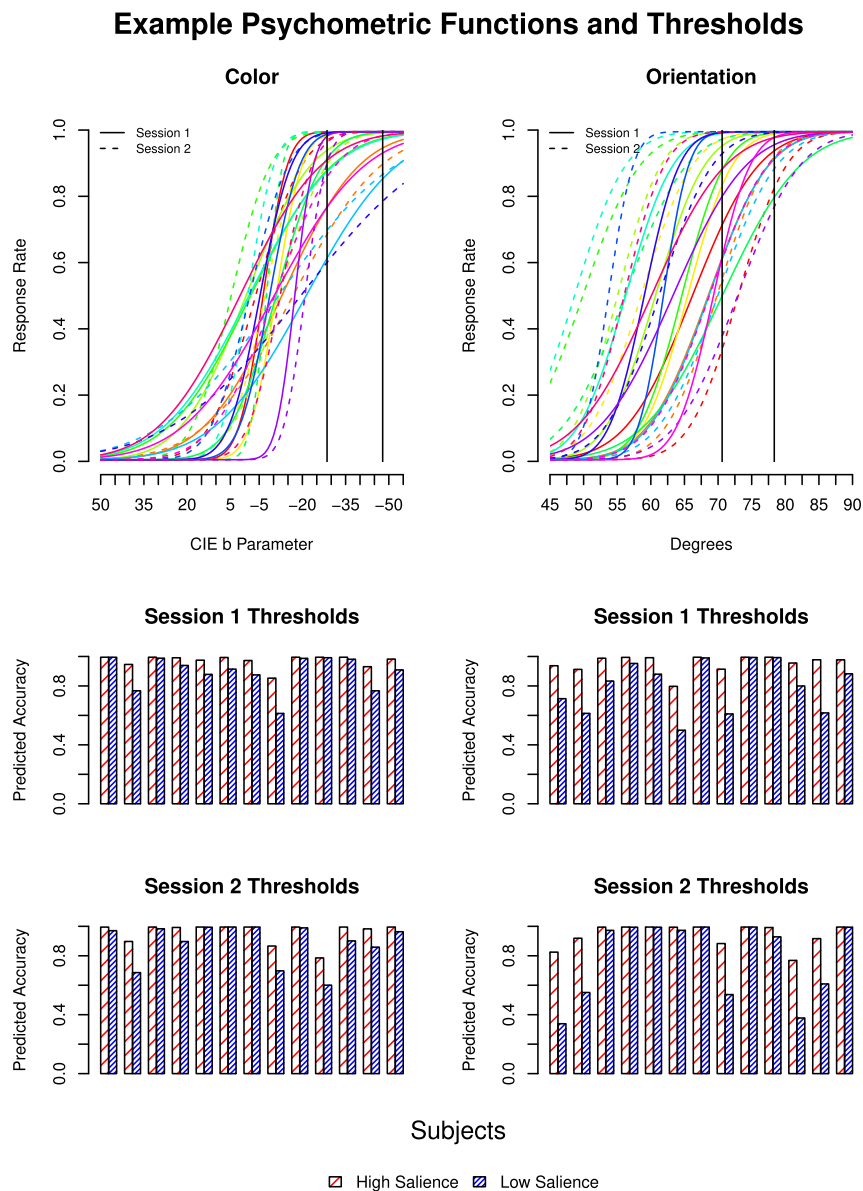 Example Psychometric Functions and Thresholds
Color
Orientation
Response Rate
0.0 0.2 0.4 0.6 0.8 1.0
Session 1
Session 2
50 35 20 5 −5 −20 −35 −50
CIE b Parameter
Response Rate
0.0 0.2 0.4 0.6 0.8 1.0
Session 1
Session 2
45 50 55 60 65 70 75 80 85 90
Degrees
Session 1 Thresholds
Predicted Accuracy
0.0 0.4 0.8
Session 1 Thresholds
Predicted Accuracy
0.0 0.4 0.8
Session 2 Thresholds
Predicted Accuracy
0.0 0.4 0.8
Session 2 Thresholds
Predicted Accuracy
0.0 0.4 0.8
Subjects
High Salience Low Salience